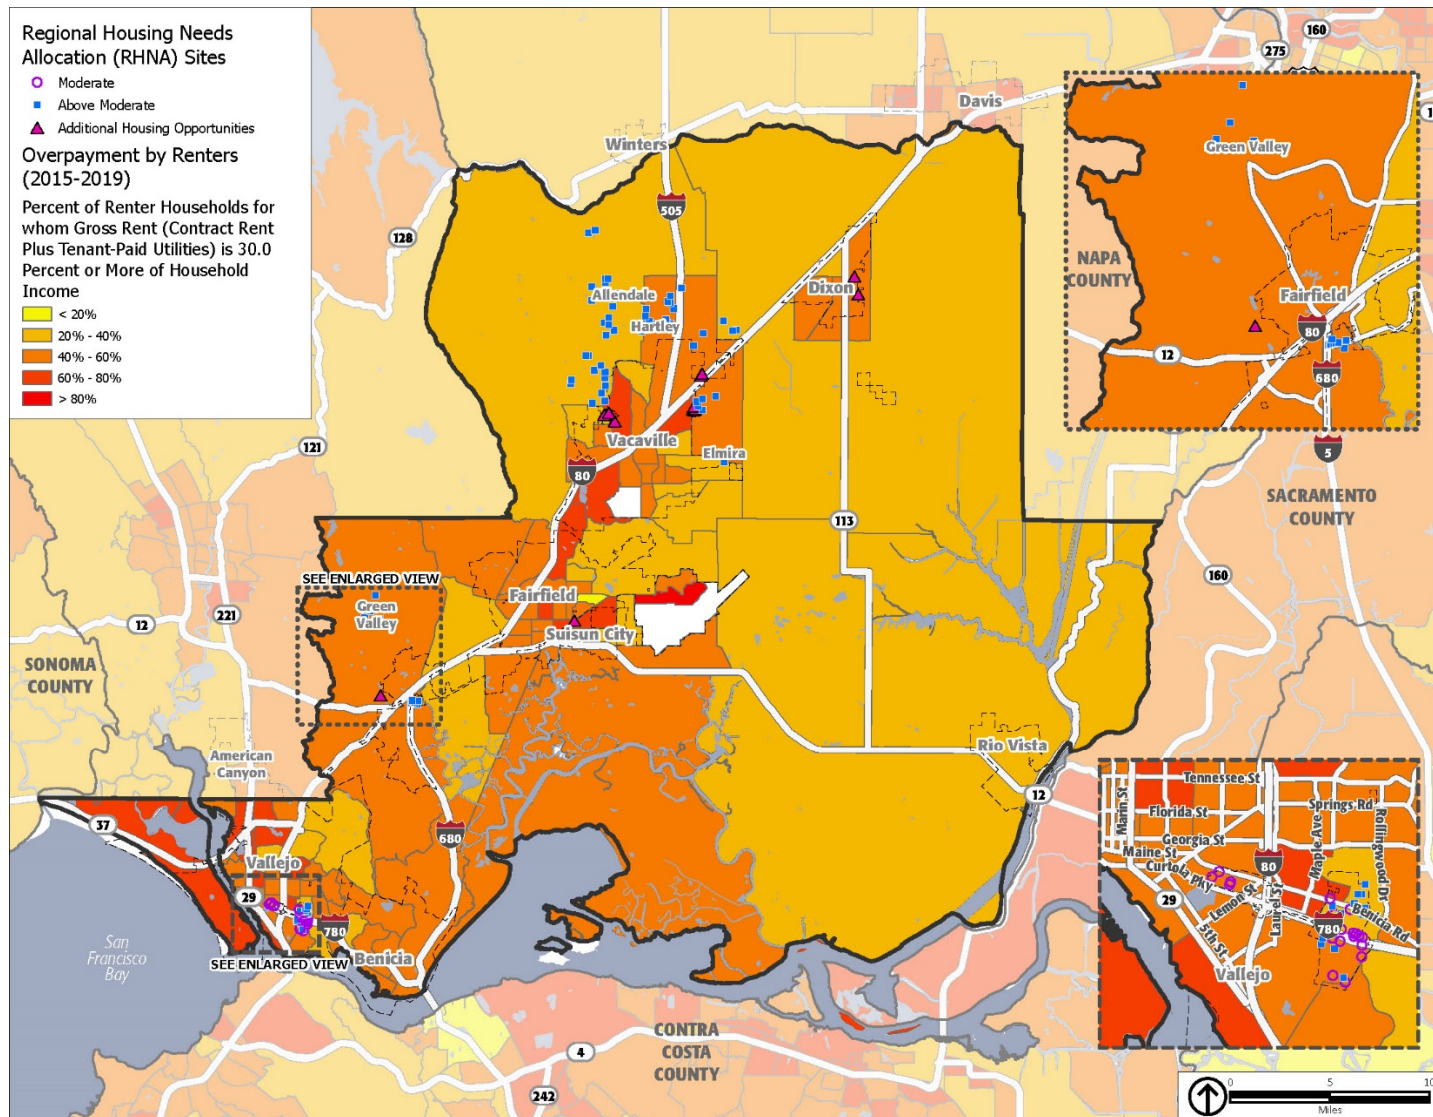 Regional Housing Needs
Allocation (RHNA) Sites
Moderate
Above Moderate
Additional Housing Opportunities
Overpayment by Renters
(2015-2019)
Percent of Renter Households for
whom Gross Rent (Contract Rent
Plus Tenant-Paid Utilities) is 30.0
Percent or More of Household
Income
< 20%
20% - 40%
40% - 60%
60% - 80%
> 80%
160
275
Davis
Winters
505
128
Allendale
Hartley
Dixon
Vacaville
Elmira
80
121
113
SEE ENLARGED VIEW
Green
Valley
Fairfield
Suisun City
221
12
SONOMA
COUNTY
American
Canyon
Rio Vista
12
160
5
SACRAMENTO
COUNTY
37
680
Vallejo
29
780
Benicia
SEE ENLARGED VIEW
San
Francisco
Bay
CONTRA
COSTA
COUNTY
4
242
Green Valley
NAPA
COUNTY
Fairfield
80
12
680
Tennessee St
Marin St
Florida St
Springs Rd
Georgia St
Maple Ave
Rollingwood Dr
Maine St
Curtola Pky
80
29
Lemon St
Laurel St
5th St
780
Benicia Rd
Vallejo
0 5 10
Miles